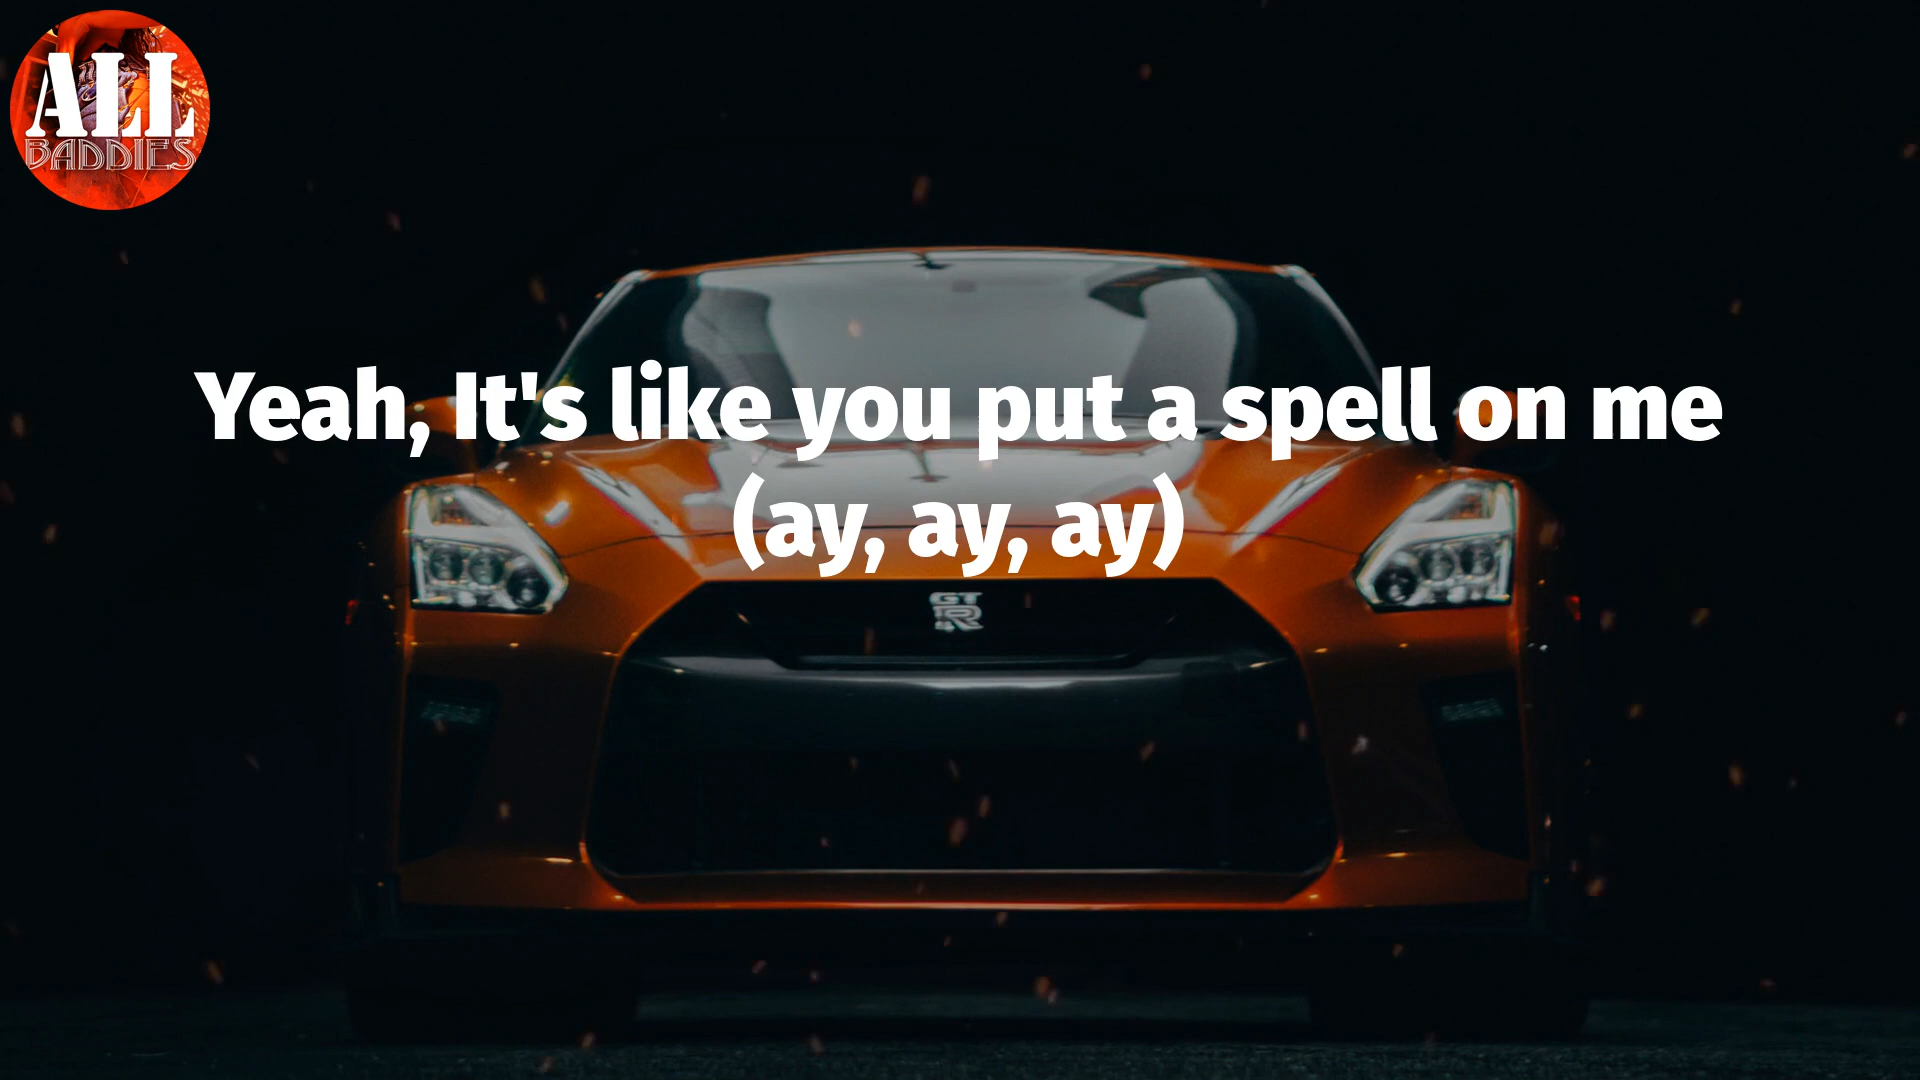 ALL
BADDIES
Yeah, It's like you put a spell on me
(ay, ay, ay)
GT
R